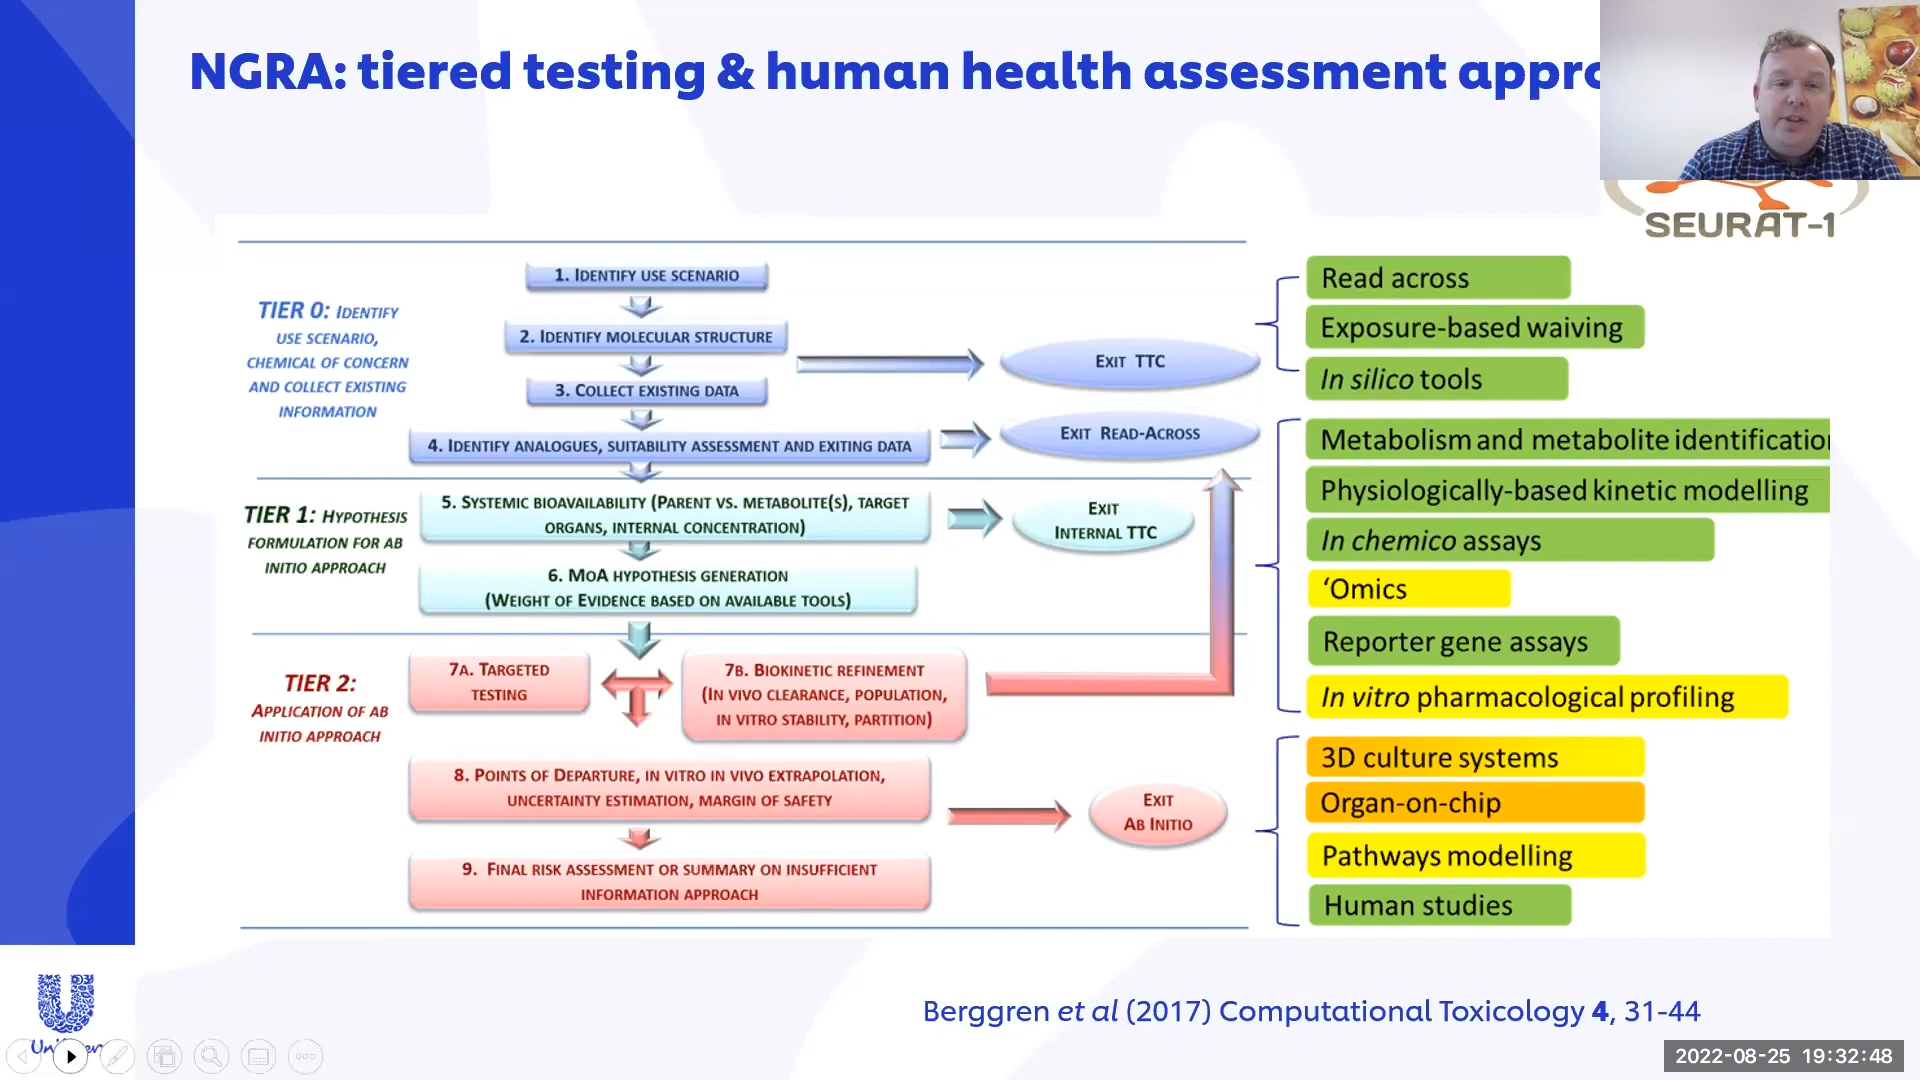 NGRA: tiered testing & human health assessment appro
SEURAT-1
TIER 0: IDENTIFY
USE SCENARIO,
CHEMICAL OF CONCERN
AND COLLECT EXISTING
INFORMATION
1. IDENTIFY USE SCENARIO
2. IDENTIFY MOLECULAR STRUCTURE
3. COLLECT EXISTING DATA
4. IDENTIFY ANALOGUES, SUITABILITY ASSESSMENT AND EXITING DATA
EXIT TTC
EXIT READ-ACROSS
TIER 1: HYPOTHESIS
FORMULATION FOR AB
INITIO APPROACH
5. SYSTEMIC BIOAVAILABILITY (PARENT VS. METABOLITE(S), TARGET
ORGANS, INTERNAL CONCENTRATION)
EXIT
INTERNAL TTC
6. MOA HYPOTHESIS GENERATION
(WEIGHT OF EVIDENCE BASED ON AVAILABLE TOOLS)
TIER 2:
APPLICATION OF AB
INITIO APPROACH
7A. TARGETED
TESTING
7B. BIOKINETIC REFINEMENT
(IN VIVO CLEARANCE, POPULATION,
IN VITRO STABILITY, PARTITION)
8. POINTS OF DEPARTURE, IN VITRO IN VIVO EXTRAPOLATION,
UNCERTAINTY ESTIMATION, MARGIN OF SAFETY
EXIT
AB INITIO
9. FINAL RISK ASSESSMENT OR SUMMARY ON INSUFFICIENT
INFORMATION APPROACH
Read across
Exposure-based waiving
In silico tools
Metabolism and metabolite identification
Physiologically-based kinetic modelling
In chemico assays
‘Omics
Reporter gene assays
In vitro pharmacological profiling
3D culture systems
Organ-on-chip
Pathways modelling
Human studies
Berggren et al (2017) Computational Toxicology 4, 31-44
2022-08-25 19:32:48